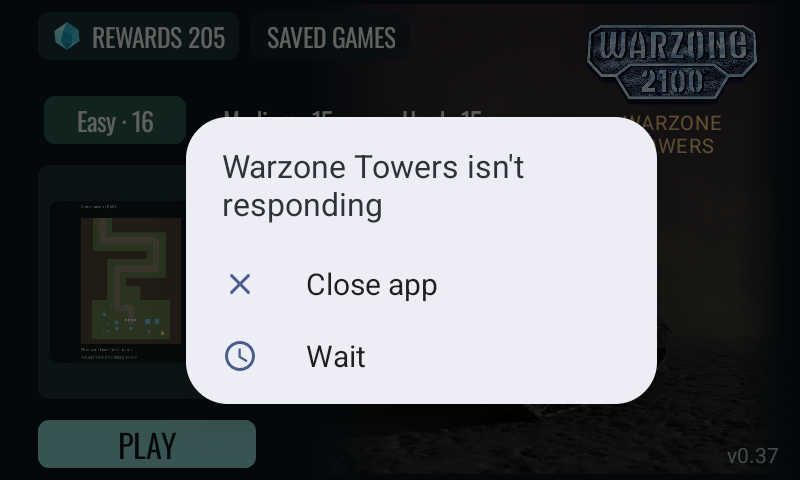 REWARDS 205
SAVED GAMES
WARZONE
2100
Easy · 16
WARZONE
Warzone Towers isn't
responding
Close app
Wait
PLAY
v0.37